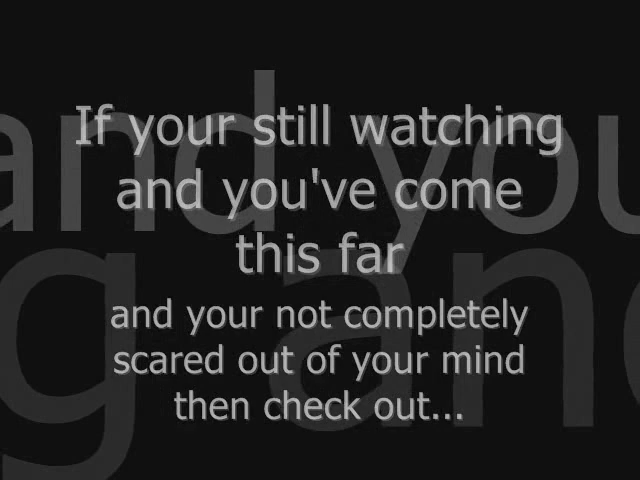 If your still watching
and you've come
this far
and your not completely
scared out of your mind
then check out...